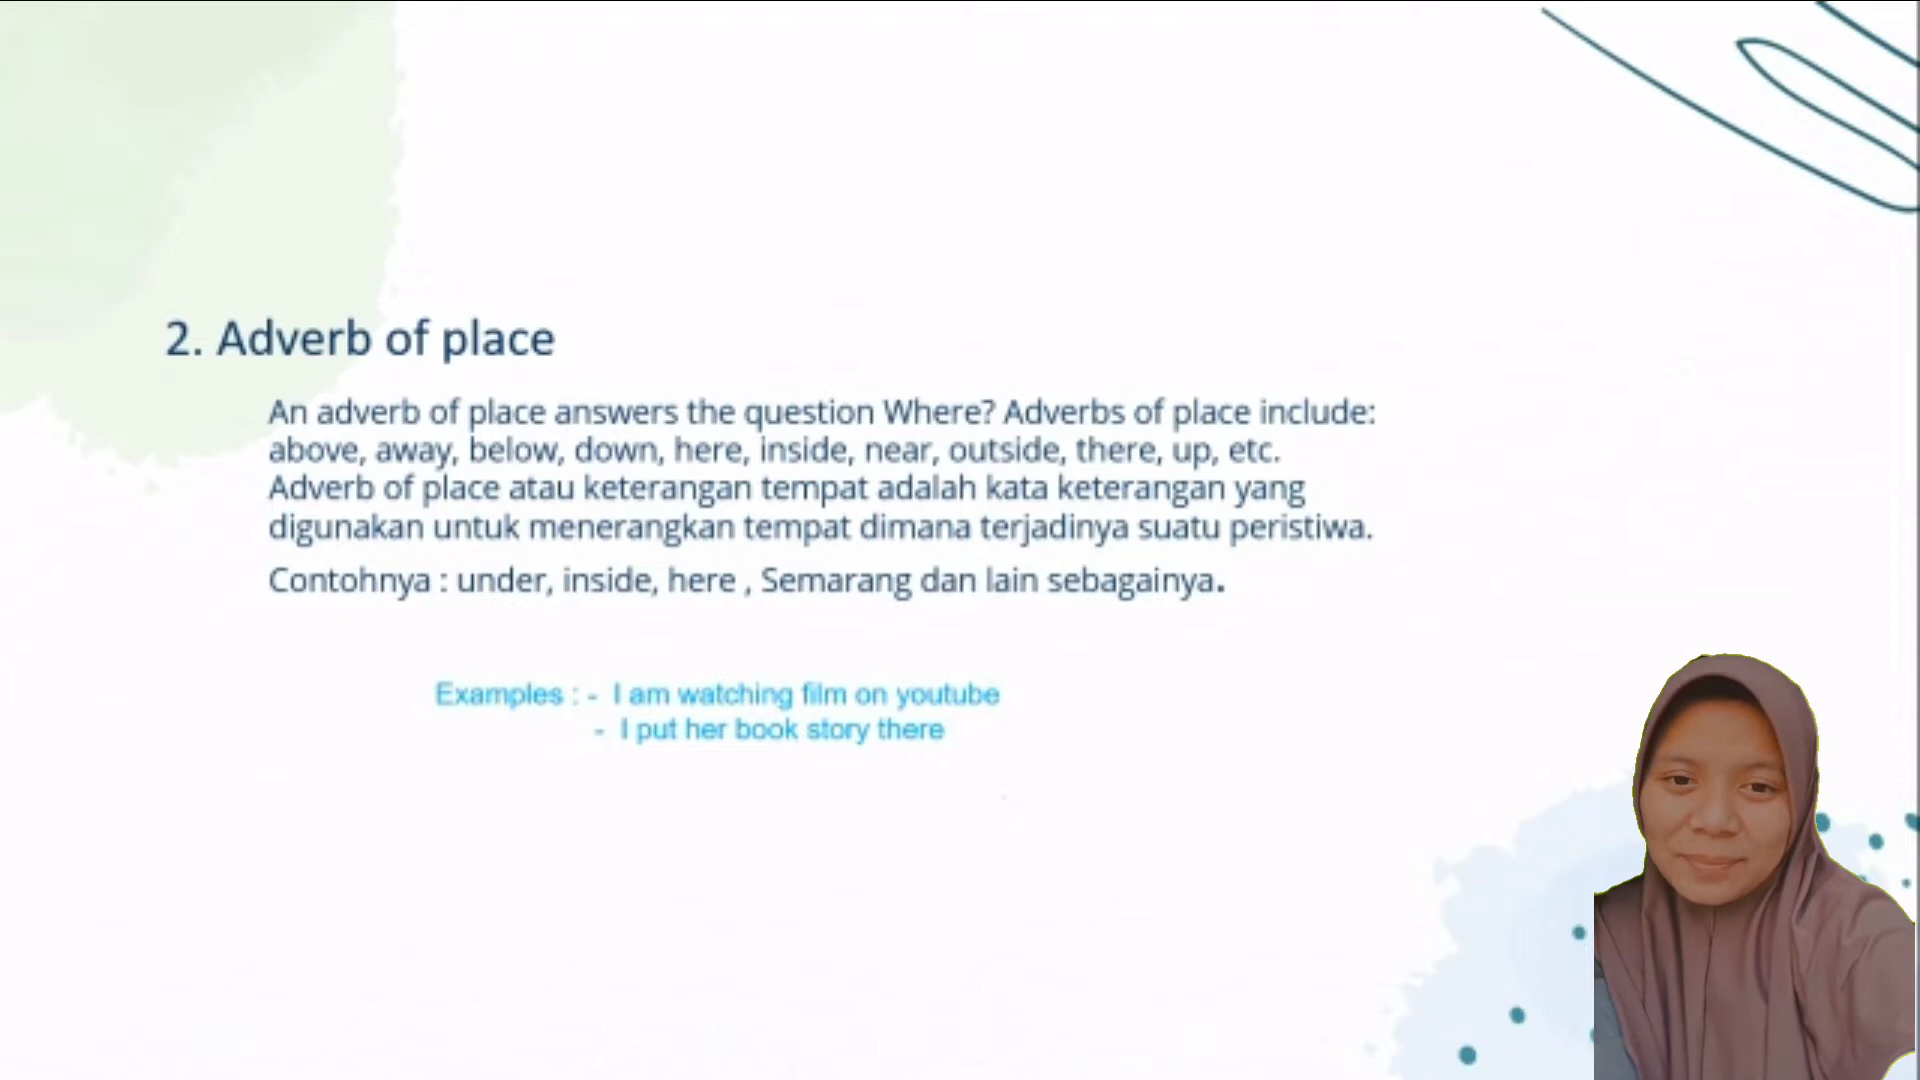 2. Adverb of place
An adverb of place answers the question Where? Adverbs of place include:
above, away, below, down, here, inside, near, outside, there, up, etc.
Adverb of place atau keterangan tempat adalah kata keterangan yang
digunakan untuk menerangkan tempat dimana terjadinya suatu peristiwa.
Contohnya : under, inside, here , Semarang dan lain sebagainya.
Examples : - I am watching film on youtube
- I put her book story there